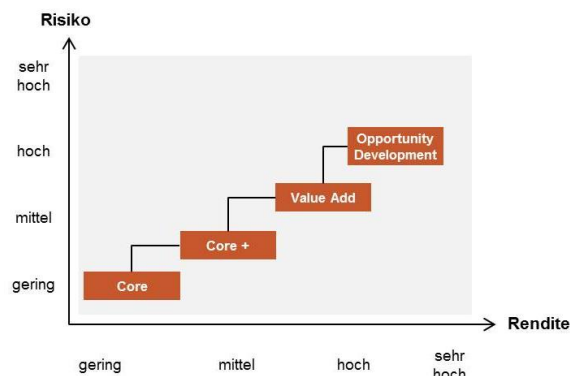 Risiko
sehr
hoch
hoch
mittel
gering
Opportunity
Development
Value Add
Core +
Core
Rendite
gering
mittel
hoch
sehr
hoch